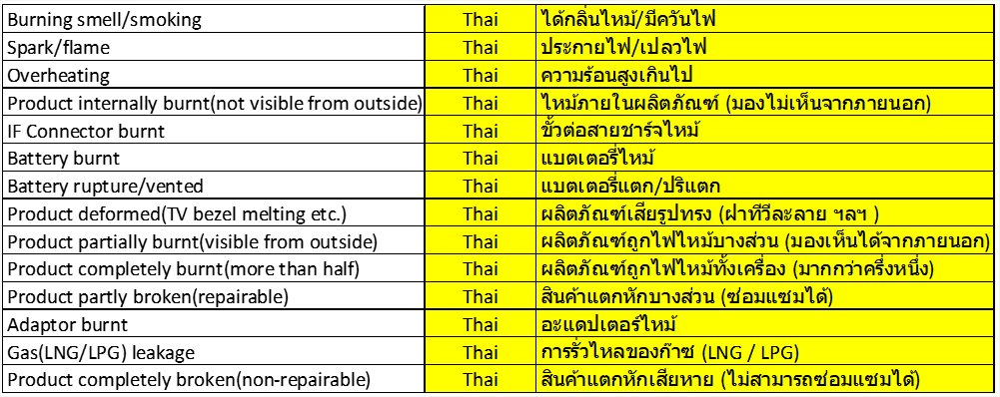 Burning smell/smoking Thai ได้กลิ่นไหม้/มีควันไฟ
Spark/flame Thai ประกายไฟ/เปลวไฟ
Overheating Thai ความร้อนสูงเกินไป
Product internally burnt(not visible from outside) Thai ไหม้ภายในผลิตภัณฑ์ (มองไม่เห็นจากภายนอก)
IF Connector burnt Thai ขั้วต่อสายชาร์จไหม้
Battery burnt Thai แบตเตอรี่ไหม้
Battery rupture/vented Thai แบตเตอรี่แตก/ปริแตก
Product deformed(TV bezel melting etc.) Thai ผลิตภัณฑ์เสียรูปทรง (ฝาทีวีละลาย ฯลฯ )
Product partially burnt(visible from outside) Thai ผลิตภัณฑ์ถูกไฟไหม้บางส่วน (มองเห็นได้จากภายนอก)
Product completely burnt(more than half) Thai ผลิตภัณฑ์ถูกไฟไหม้ทั้งเครื่อง (มากกว่าครึ่งหนึ่ง)
Product partly broken(repairable) Thai สินค้าแตกหักบางส่วน (ซ่อมแซมได้)
Adaptor burnt Thai อะแดปเตอร์ไหม้
Gas(LNG/LPG) leakage Thai การรั่วไหลของก๊าซ (LNG / LPG)
Product completely broken(non-repairable) Thai สินค้าแตกหักเสียหาย (ไม่สามารถซ่อมแซมได้)